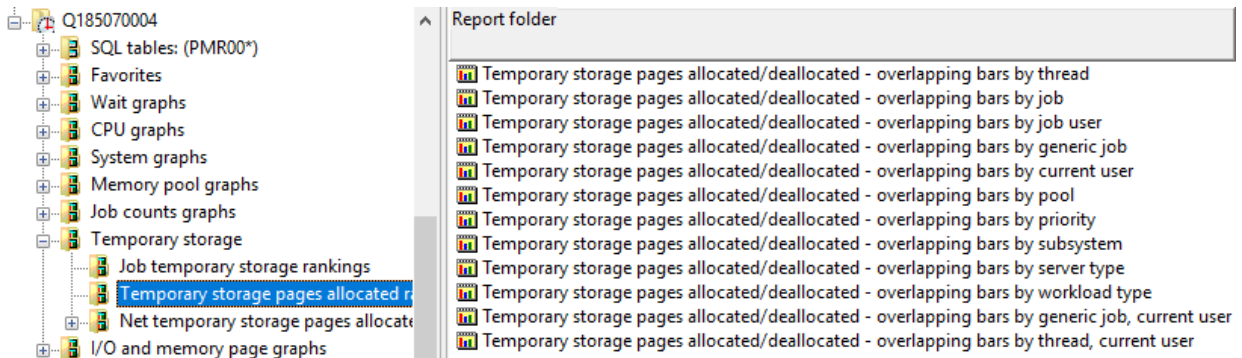 Q185070004
SQL tables: (PMR00*)
Favorites
Wait graphs
CPU graphs
System graphs
Memory pool graphs
Job counts graphs
Temporary storage
Job temporary storage rankings
Temporary storage pages allocated ra
Net temporary storage pages allocate
I/O and memory page graphs
Report folder
Temporary storage pages allocated/deallocated - overlapping bars by thread
Temporary storage pages allocated/deallocated - overlapping bars by job
Temporary storage pages allocated/deallocated - overlapping bars by job user
Temporary storage pages allocated/deallocated - overlapping bars by generic job
Temporary storage pages allocated/deallocated - overlapping bars by current user
Temporary storage pages allocated/deallocated - overlapping bars by pool
Temporary storage pages allocated/deallocated - overlapping bars by priority
Temporary storage pages allocated/deallocated - overlapping bars by subsystem
Temporary storage pages allocated/deallocated - overlapping bars by server type
Temporary storage pages allocated/deallocated - overlapping bars by workload type
Temporary storage pages allocated/deallocated - overlapping bars by generic job, current user
Temporary storage pages allocated/deallocated - overlapping bars by thread, current user